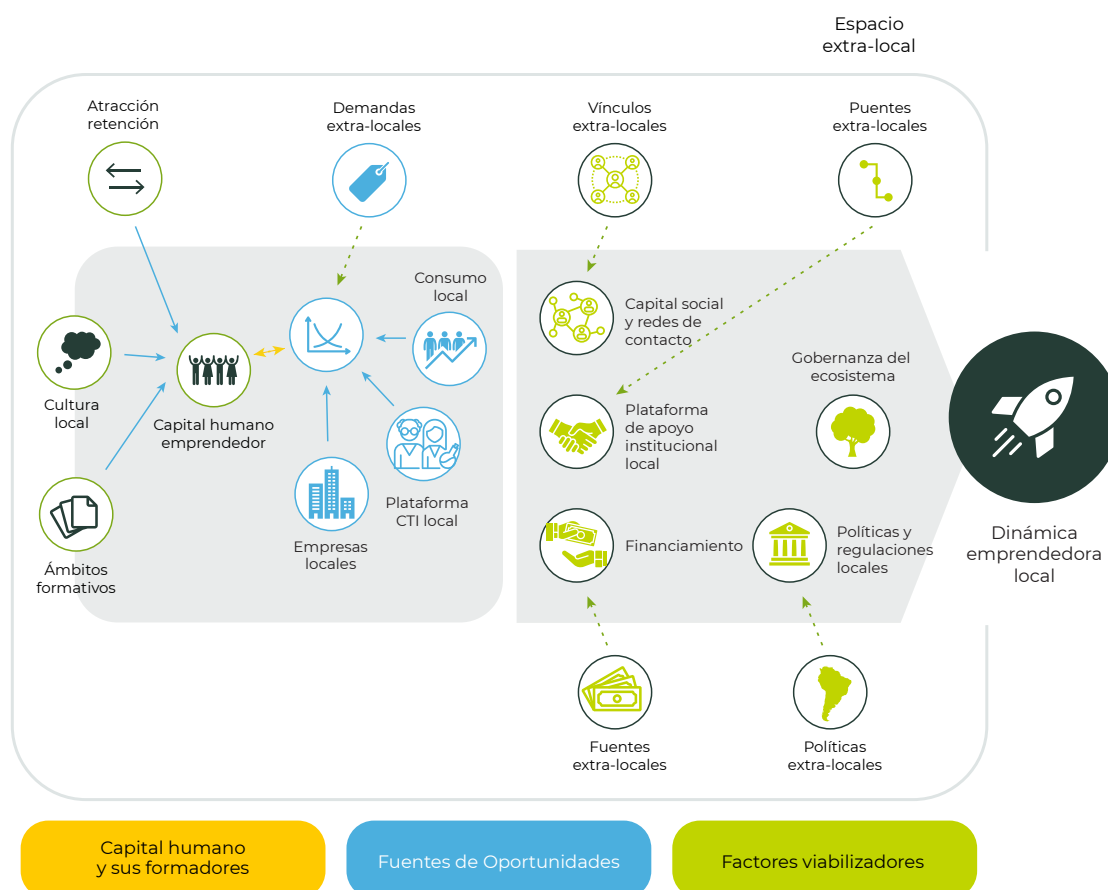 Espacio
extra-local
Atracción
retención
Demandas
extra-locales
Vínculos
extra-locales
Puentes
extra-locales
Consumo
local
Capital social
y redes de
contacto
Gobernanza del
ecosistema
Cultura
local
Capital humano
emprendedor
Plataforma
de apoyo
institucional
local
Plataforma
CTI local
Empresas
locales
Financiamiento
Políticas y
regulaciones
locales
Dinámica
emprendedora
local
Ámbitos
formativos
Fuentes
extra-locales
Políticas
extra-locales
Capital humano
y sus formadores
Fuentes de Oportunidades
Factores viabilizadores